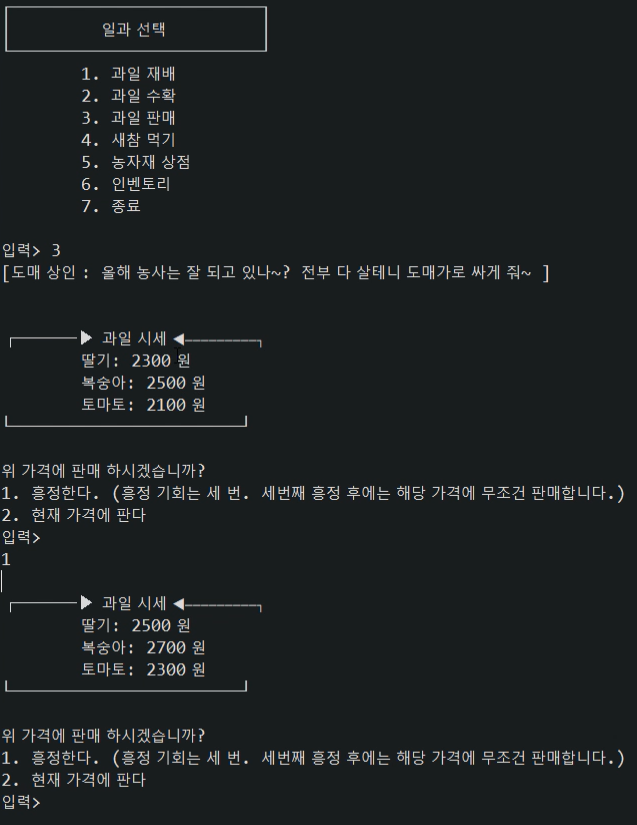 일과 선택
1. 과일 재배
2. 과일 수확
3. 과일 판매
4. 새참 먹기
5. 농자재 상점
6. 인벤토리
7. 종료
입력> 3
[도매 상인 : 올해 농사는 잘 되고 있나~? 전부 다 살테니 도매가로 싸게 줘~ ]
▶ 과일 시세 ◀
딸기: 2300 원
복숭아: 2500 원
토마토: 2100 원
위 가격에 판매 하시겠습니까?
1. 흥정한다. (흥정 기회는 세 번. 세번째 흥정 후에는 해당 가격에 무조건 판매합니다.)
2. 현재 가격에 판다
입력>
1
▶ 과일 시세 ◀
딸기: 2500 원
복숭아: 2700 원
토마토: 2300 원
위 가격에 판매 하시겠습니까?
1. 흥정한다. (흥정 기회는 세 번. 세번째 흥정 후에는 해당 가격에 무조건 판매합니다.)
2. 현재 가격에 판다
입력>